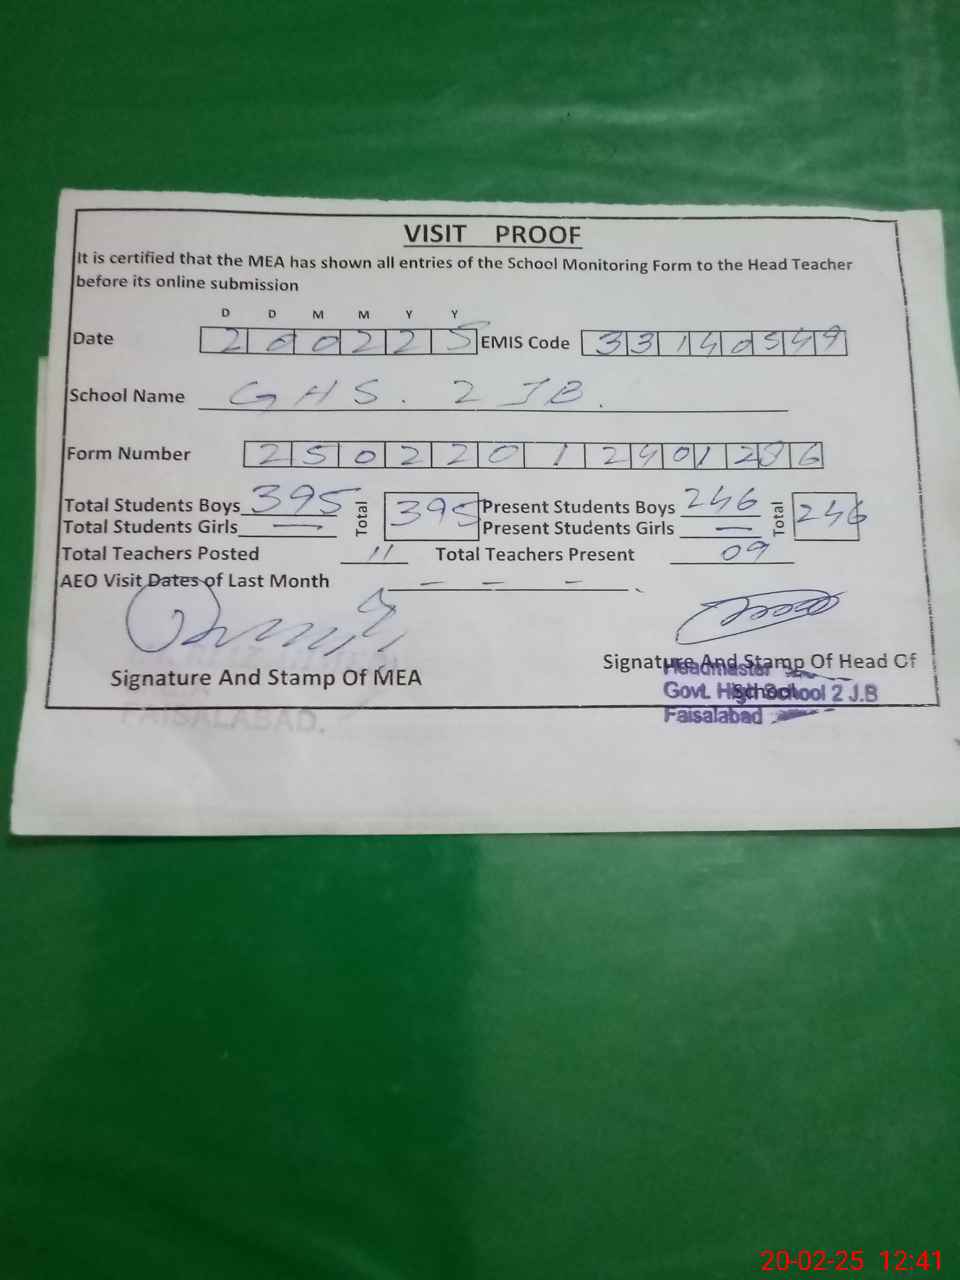 VISIT PROOF
It is certified that the MEA has shown all entries of the School Monitoring Form to the Head Teacher
before its online submission
D D M M Y Y
Date 2 0 0 2 2 5 EMIS Code 3 3 1 4 0 5 4 9
School Name GHS. 2 JB.
Form Number 2 5 0 2 2 0 1 2 4 0 1 2 8 6
Total Students Boys 395 Total 395 Present Students Boys 246 Total 246
Total Students Girls — Present Students Girls —
Total Teachers Posted 11 Total Teachers Present 09
AEO Visit Dates of Last Month – – –
Signature And Stamp Of MEA
FAISALABAD.
Signature And Stamp Of Head Of
School
Headmaster
Govt. High School 2 J.B
Faisalabad
20-02-25 12:41